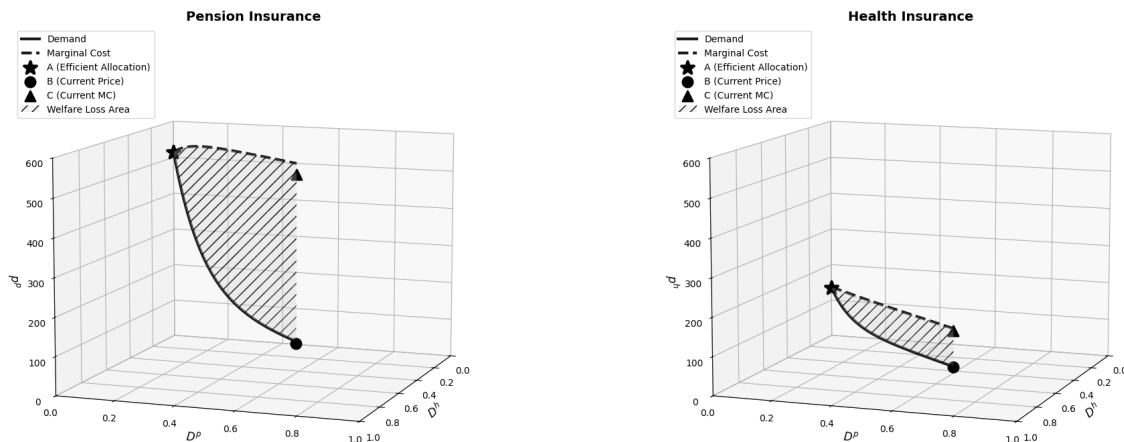 Pension Insurance
Demand
Marginal Cost
A (Efficient Allocation)
B (Current Price)
C (Current MC)
Welfare Loss Area
600
500
400
300
200
100
0
p^p
0.0
0.2
0.4
0.6
0.8
1.0
D^p
0.0
0.2
0.4
0.6
0.8
1.0
D^h
Health Insurance
Demand
Marginal Cost
A (Efficient Allocation)
B (Current Price)
C (Current MC)
Welfare Loss Area
600
500
400
300
200
100
0
p^h
0.0
0.2
0.4
0.6
0.8
1.0
D^p
0.0
0.2
0.4
0.6
0.8
1.0
D^h